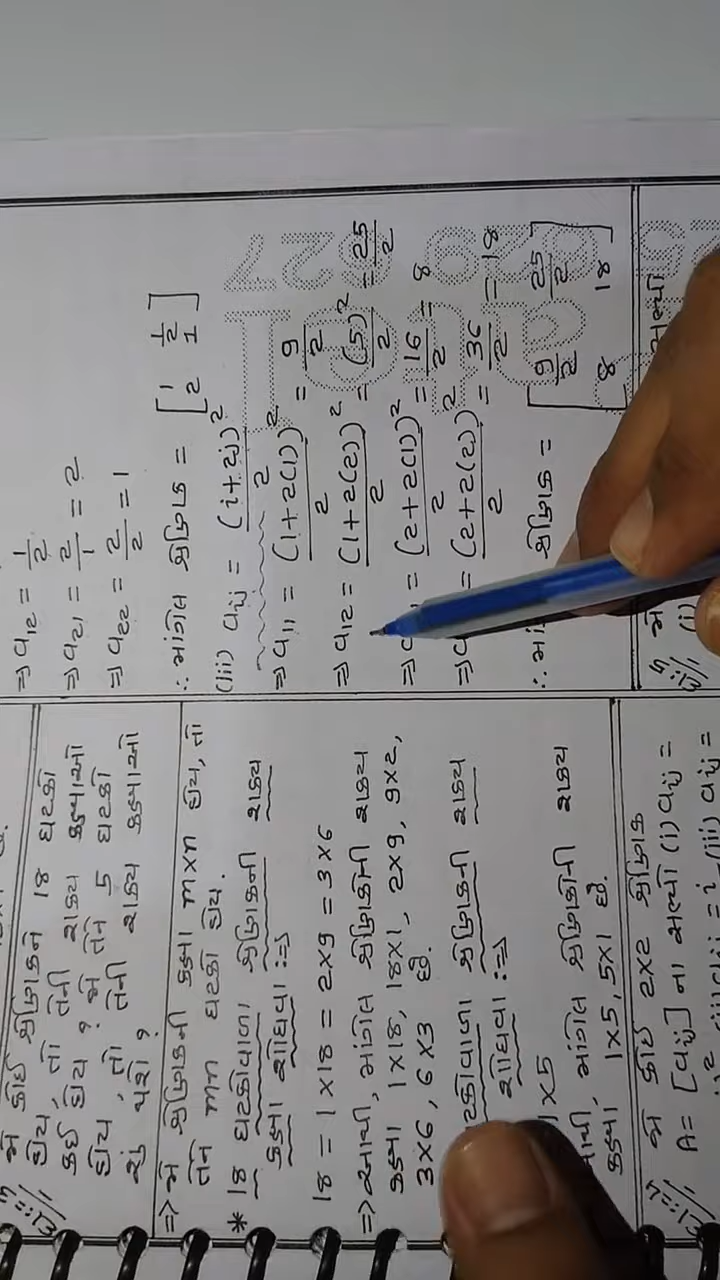 જો કોઈ શ્રેણિકને 18 ઘટકો
હોય, તો તેની શક્ય કક્ષાઓ
કઈ હોય ? જો તેને 5 ઘટકો
હોય, તો તેની શક્ય કક્ષાઓ
શું થશે ?
⇒ જો શ્રેણિકની કક્ષા m×n હોય, તો
તેને mn ઘટકો હોય.
* 18 ઘટકોવાળા શ્રેણિકની શક્ય
કક્ષા શોધવા :⇒
18 = 1×18 = 2×9 = 3×6
⇒ આથી, માંગેલ શ્રેણિકોની શક્ય
કક્ષા 1×18, 18×1, 2×9, 9×2,
3×6, 6×3 છે.
ઘટકોવાળા શ્રેણિકની શક્ય
શોધવા :⇒
1×5
માંગેલ શ્રેણિકોની શક્ય
કક્ષા 1×5, 5×1 છે.
જો કોઈ 2×2 શ્રેણિક
A = [aij] ના
(i) aij =
⇒ a12 = 1/2
⇒ a21 = 2/1 = 2
⇒ a22 = 2/2 = 1
∴ માંગેલ શ્રેણિક = [1 1/2
2 1]
(iii) aij = (i+2j)²/2
⇒ a11 = (1+2(1))²/2 = 9/2
⇒ a12 = (1+2(2))²/2 = (5)²/2 = 25/2
= (2+2(1))²/2 = 16/2 = 8
= (2+2(2))²/2 = 36/2 = 18
શ્રેણિક = [9/2 25/2
8 18]
જો
(i)